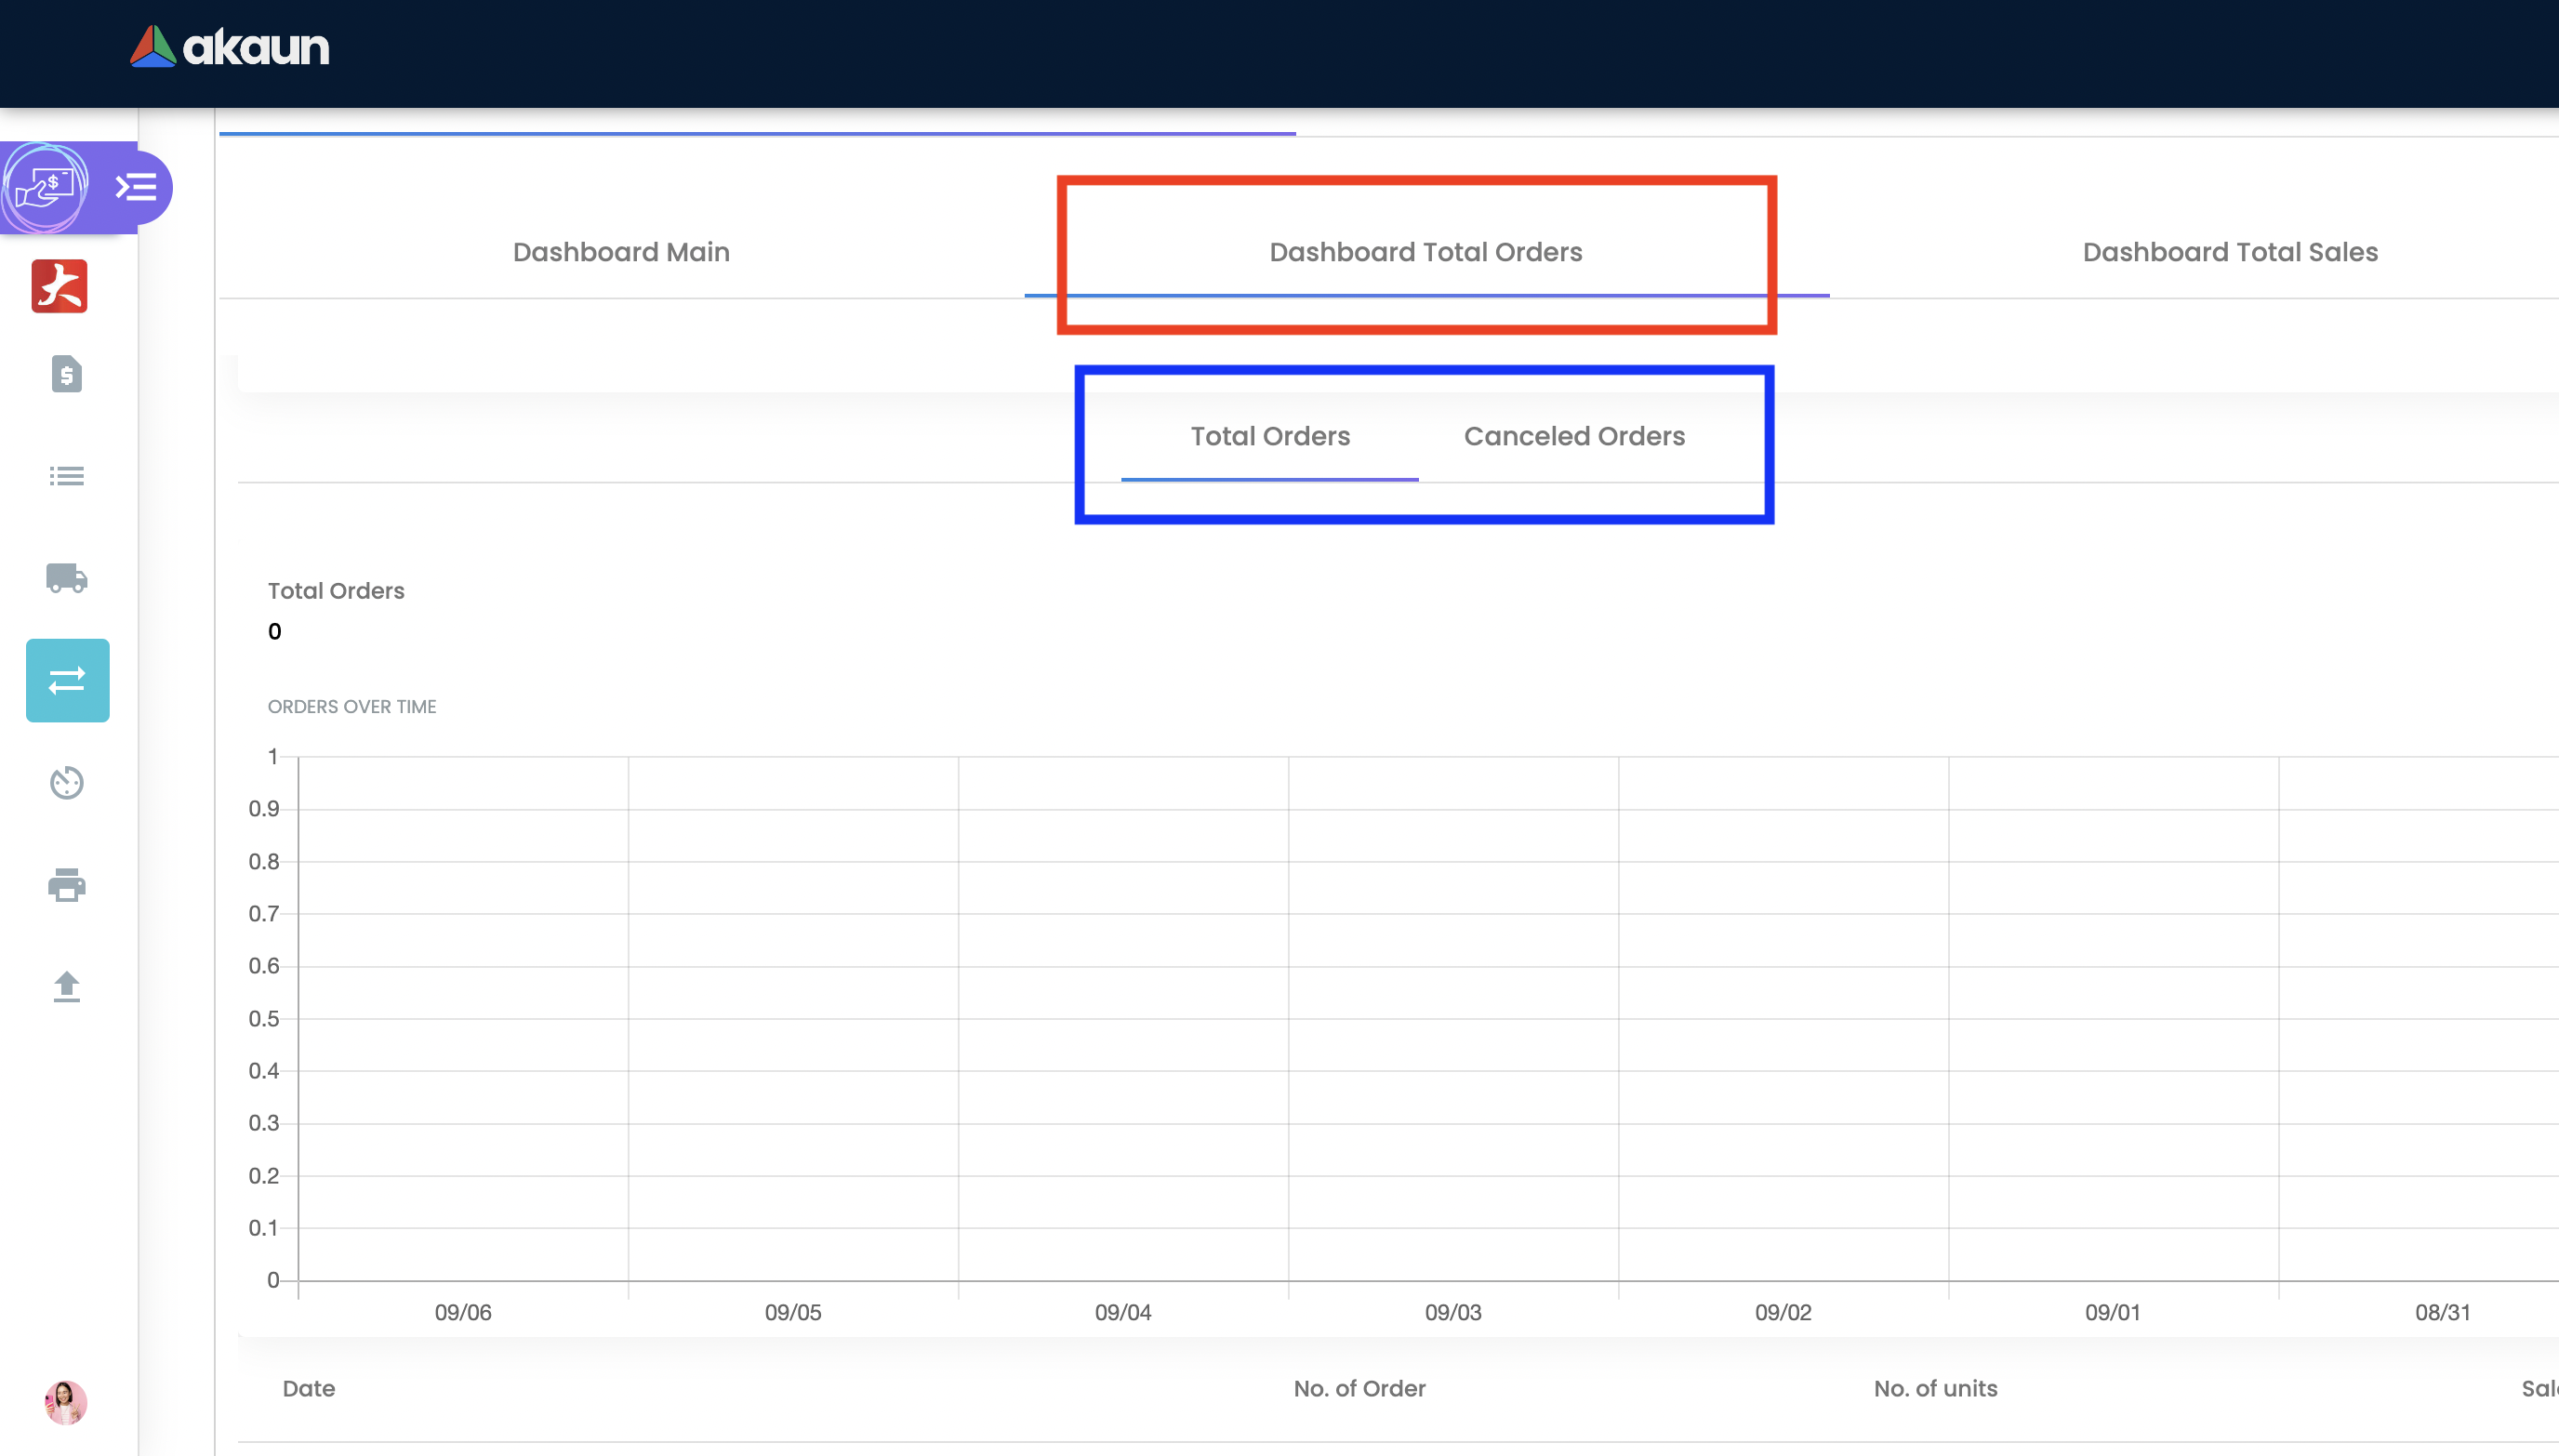 akaun
Dashboard Main
Dashboard Total Orders
Dashboard Total Sales
Total Orders
Canceled Orders
Total Orders
0
ORDERS OVER TIME
1
0.9
0.8
0.7
0.6
0.5
0.4
0.3
0.2
0.1
0
09/06
09/05
09/04
09/03
09/02
09/01
08/31
Date
No. of Order
No. of units